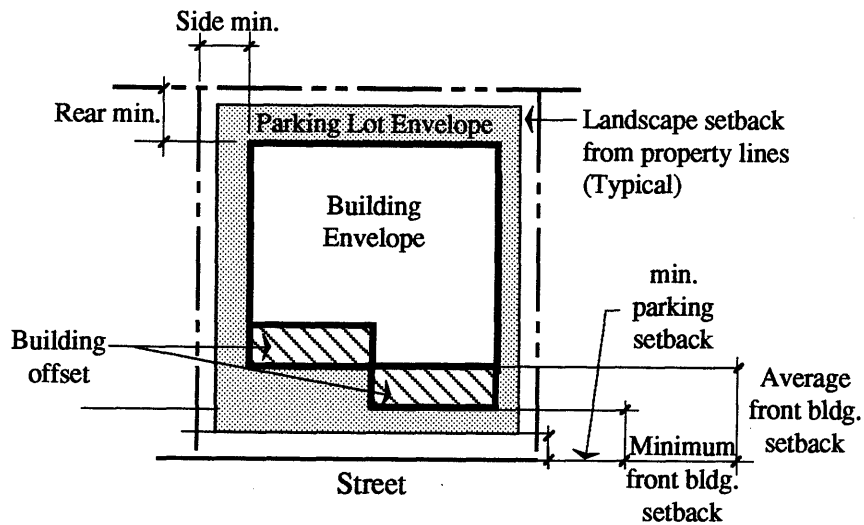 Side min.
Rear min.
Parking Lot Envelope
Landscape setback
from property lines
(Typical)
Building
Envelope
min.
parking
setback
Building
offset
Average
front bldg.
setback
Minimum
front bldg.
setback
Street